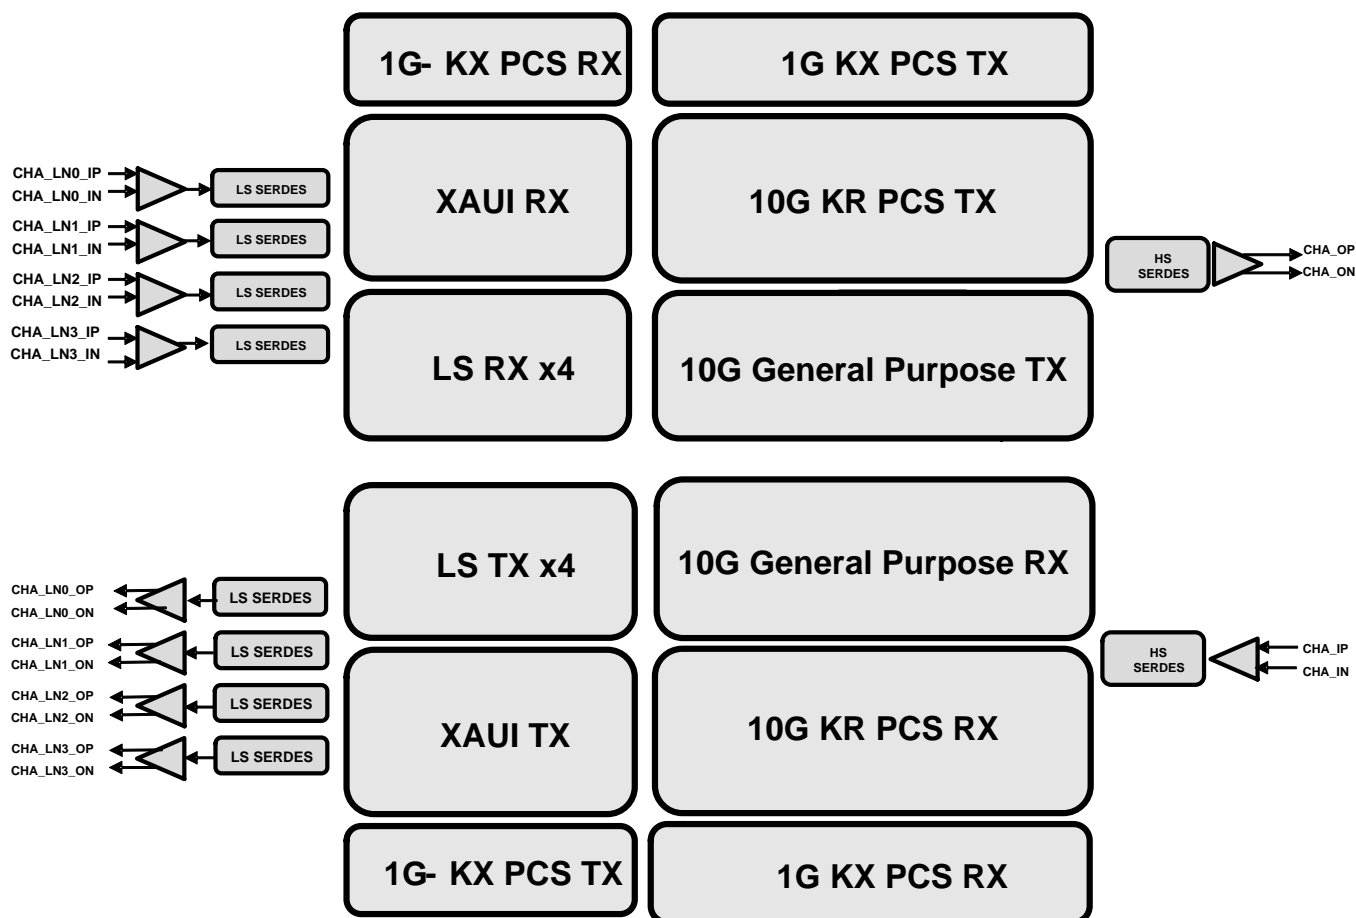 1G- KX PCS RX
1G KX PCS TX
CHA_LN0_IP
CHA_LN0_IN
LS SERDES
CHA_LN1_IP
CHA_LN1_IN
LS SERDES
CHA_LN2_IP
CHA_LN2_IN
LS SERDES
CHA_LN3_IP
CHA_LN3_IN
LS SERDES
XAUI RX
10G KR PCS TX
HS
SERDES
CHA_OP
CHA_ON
LS RX x4
10G General Purpose TX
LS TX x4
10G General Purpose RX
CHA_LN0_OP
CHA_LN0_ON
LS SERDES
CHA_LN1_OP
CHA_LN1_ON
LS SERDES
CHA_LN2_OP
CHA_LN2_ON
LS SERDES
CHA_LN3_OP
CHA_LN3_ON
LS SERDES
HS
SERDES
CHA_IP
CHA_IN
XAUI TX
10G KR PCS RX
1G- KX PCS TX
1G KX PCS RX